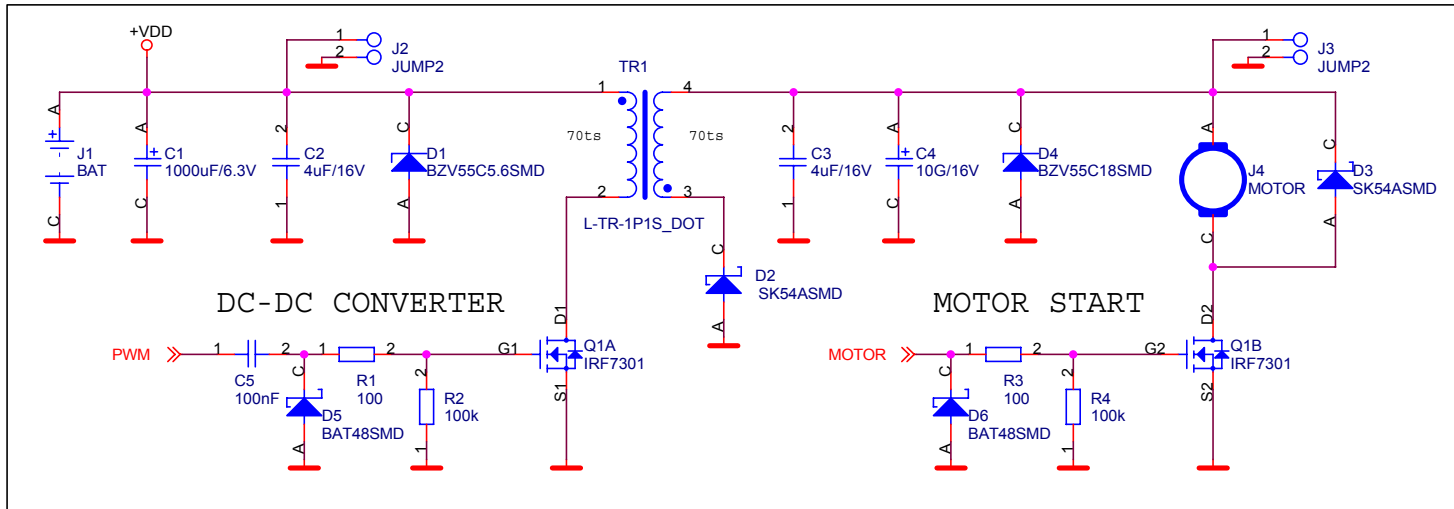 +VDD
1
2
J2
JUMP2
1
2
J3
JUMP2
TR1
1
4
70ts
70ts
2
3
L-TR-1P1S_DOT
A
J1
BAT
C
A
C1
1000uF/6.3V
C
2
C2
4uF/16V
1
C
D1
BZV55C5.6SMD
A
2
C3
4uF/16V
1
A
C4
10G/16V
C
C
D4
BZV55C18SMD
A
A
J4
MOTOR
C
C
D3
SK54ASMD
A
C
D2
SK54ASMD
A
DC-DC CONVERTER
MOTOR START
PWM
1
2
C5
100nF
C
D5
BAT48SMD
A
1
2
R1
100
2
R2
100k
1
G1
D1
Q1A
IRF7301
S1
MOTOR
C
D6
BAT48SMD
A
1
2
R3
100
2
R4
100k
1
G2
D2
Q1B
IRF7301
S2